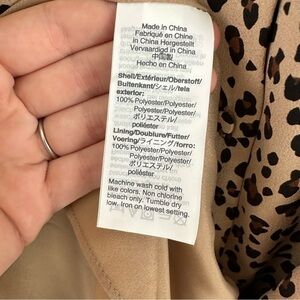 Made in China
Fabriqué en Chine
in China Hergestellt
Vervaardigd in China
中国製
Hecho en China
Shell/Extérieur/Oberstoff/
Buitenkant/シェル/tela
exterior:
100% Polyester/Polyester/
Polyester/Polyester/
ポリエステル/
poliéster
Lining/Doublure/Futter/
Voering/ライニング/forro:
100% Polyester/Polyester/
Polyester/Polyester/
ポリエステル/
poliéster
Machine wash cold with
like colors. Non chlorine
bleach only. Tumble dry
low. Iron on lowest setting.